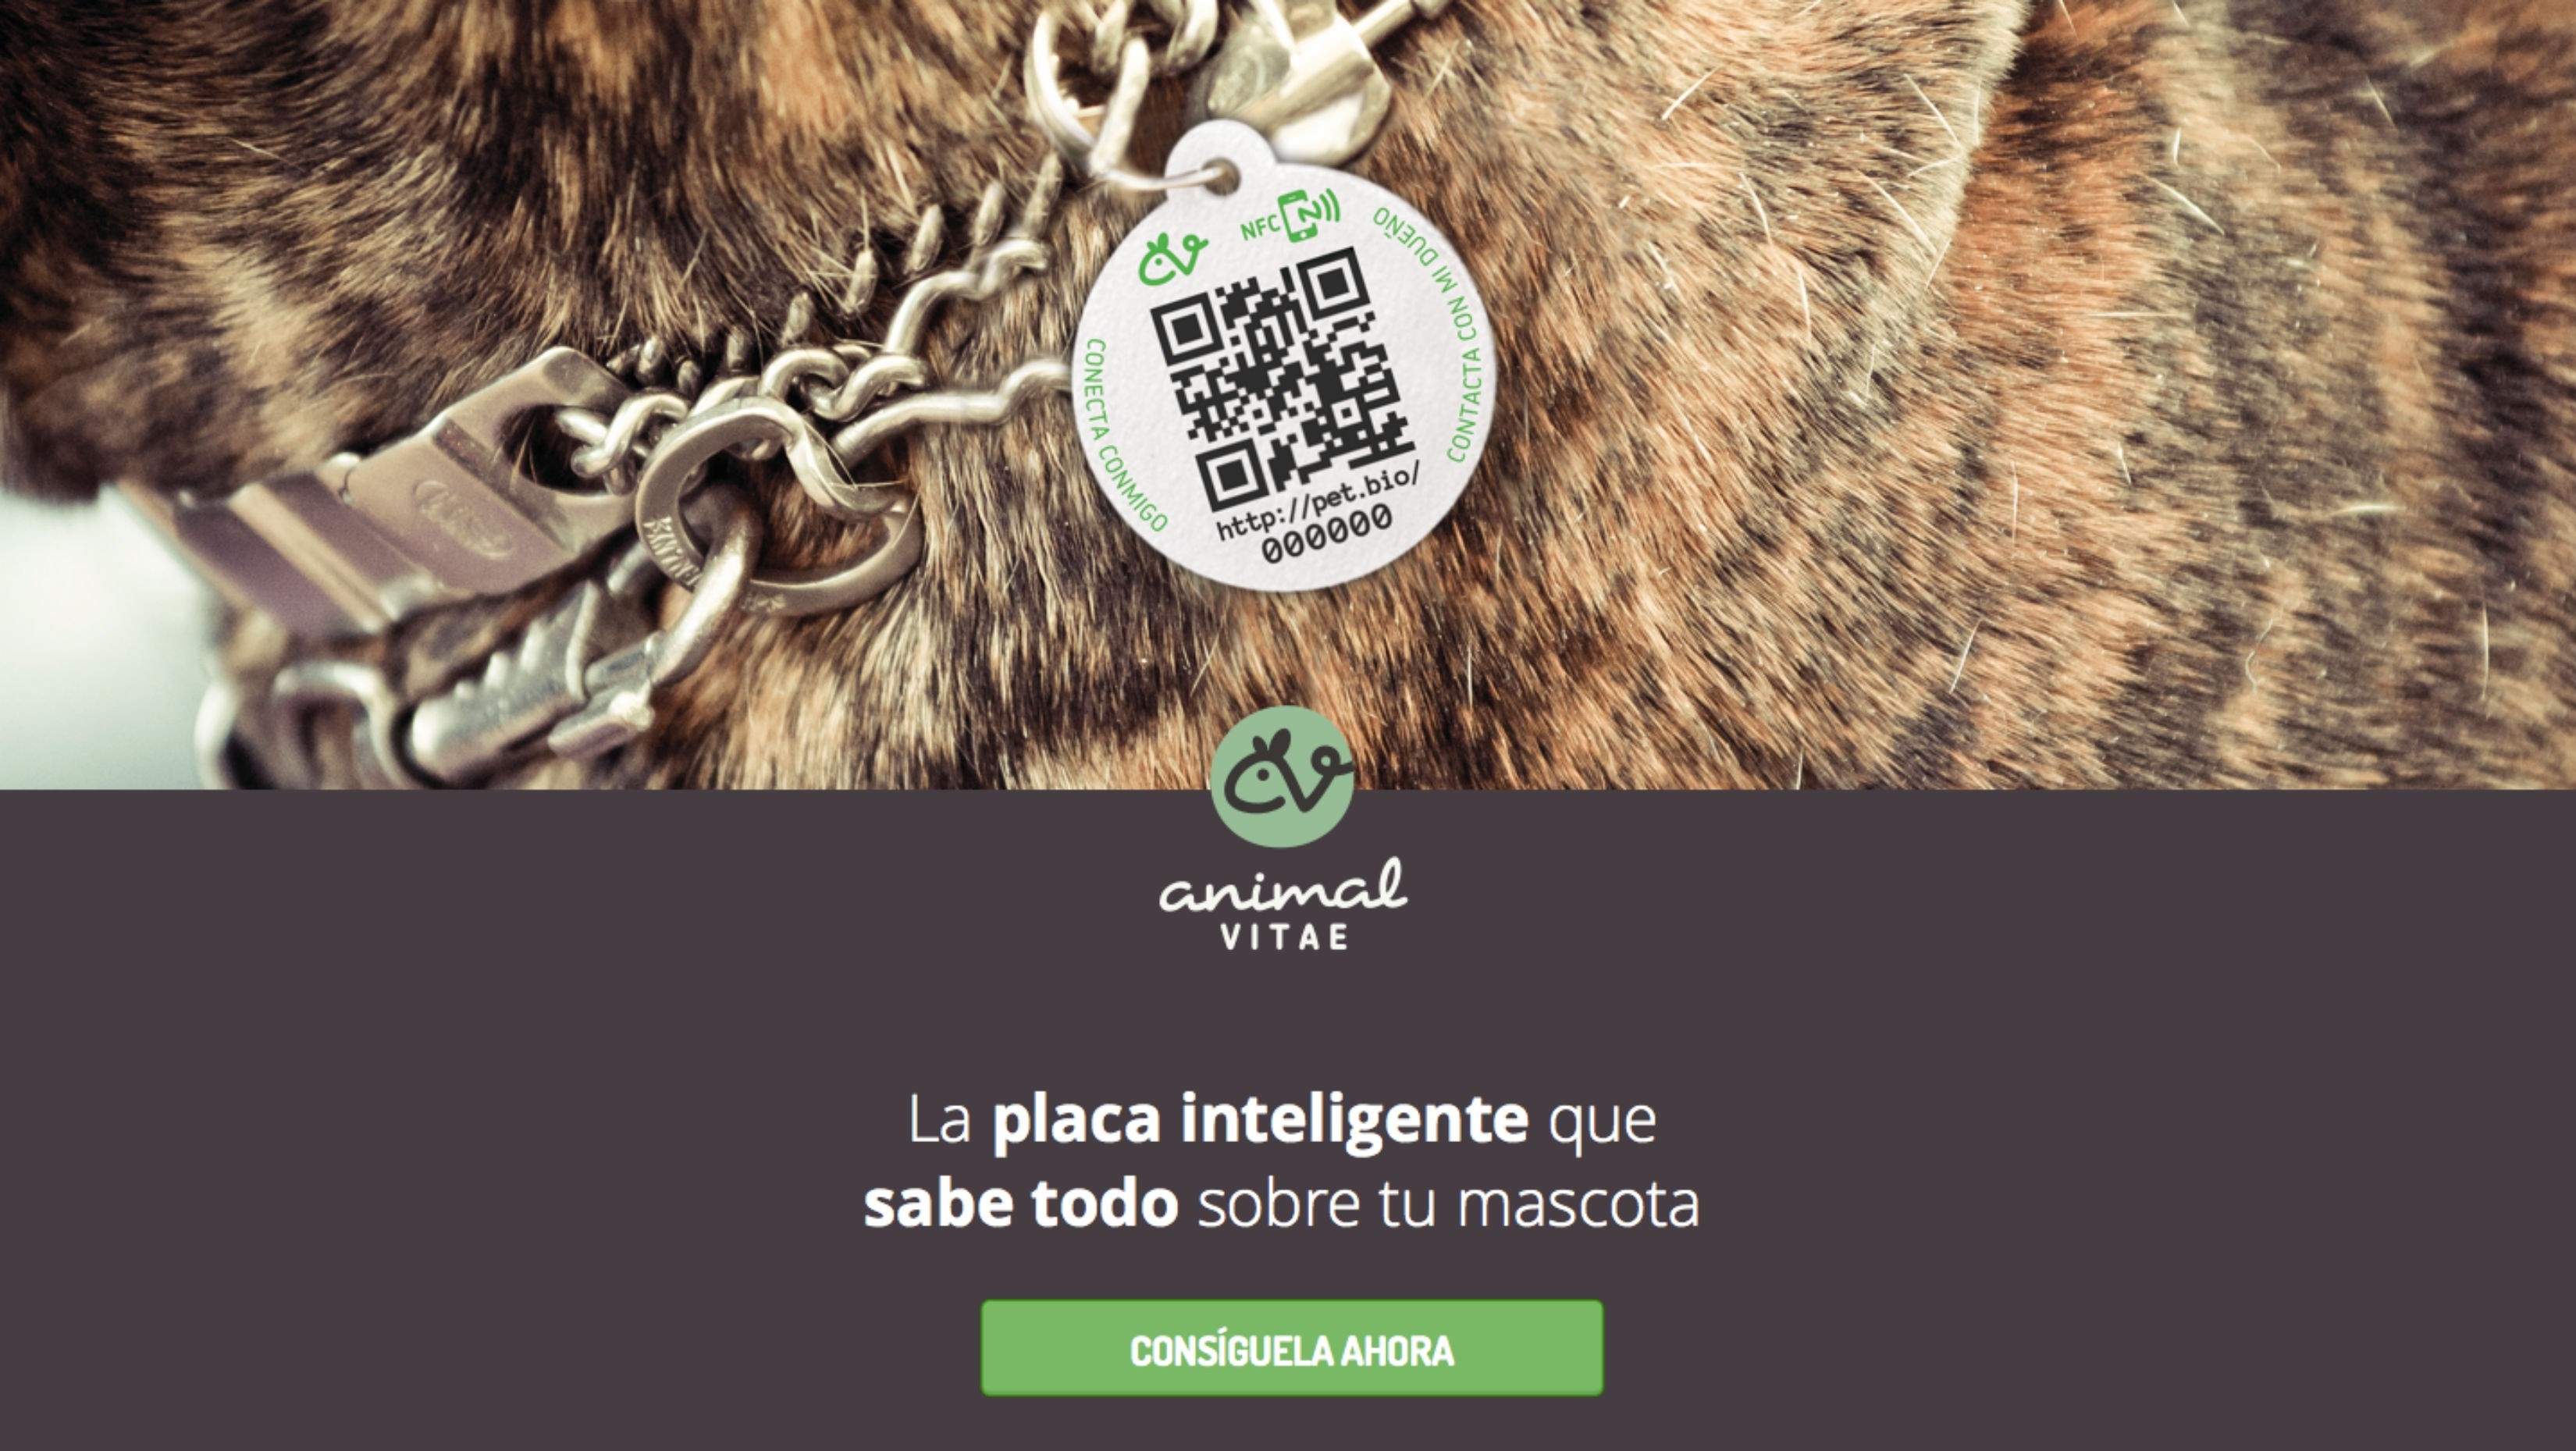 NFC
CONTACTA CON MI DUEÑO
CONECTA CONMIGO
http://pet.bio/
000000
animal
VITAE
La placa inteligente que
sabe todo sobre tu mascota
CONSÍGUELA AHORA